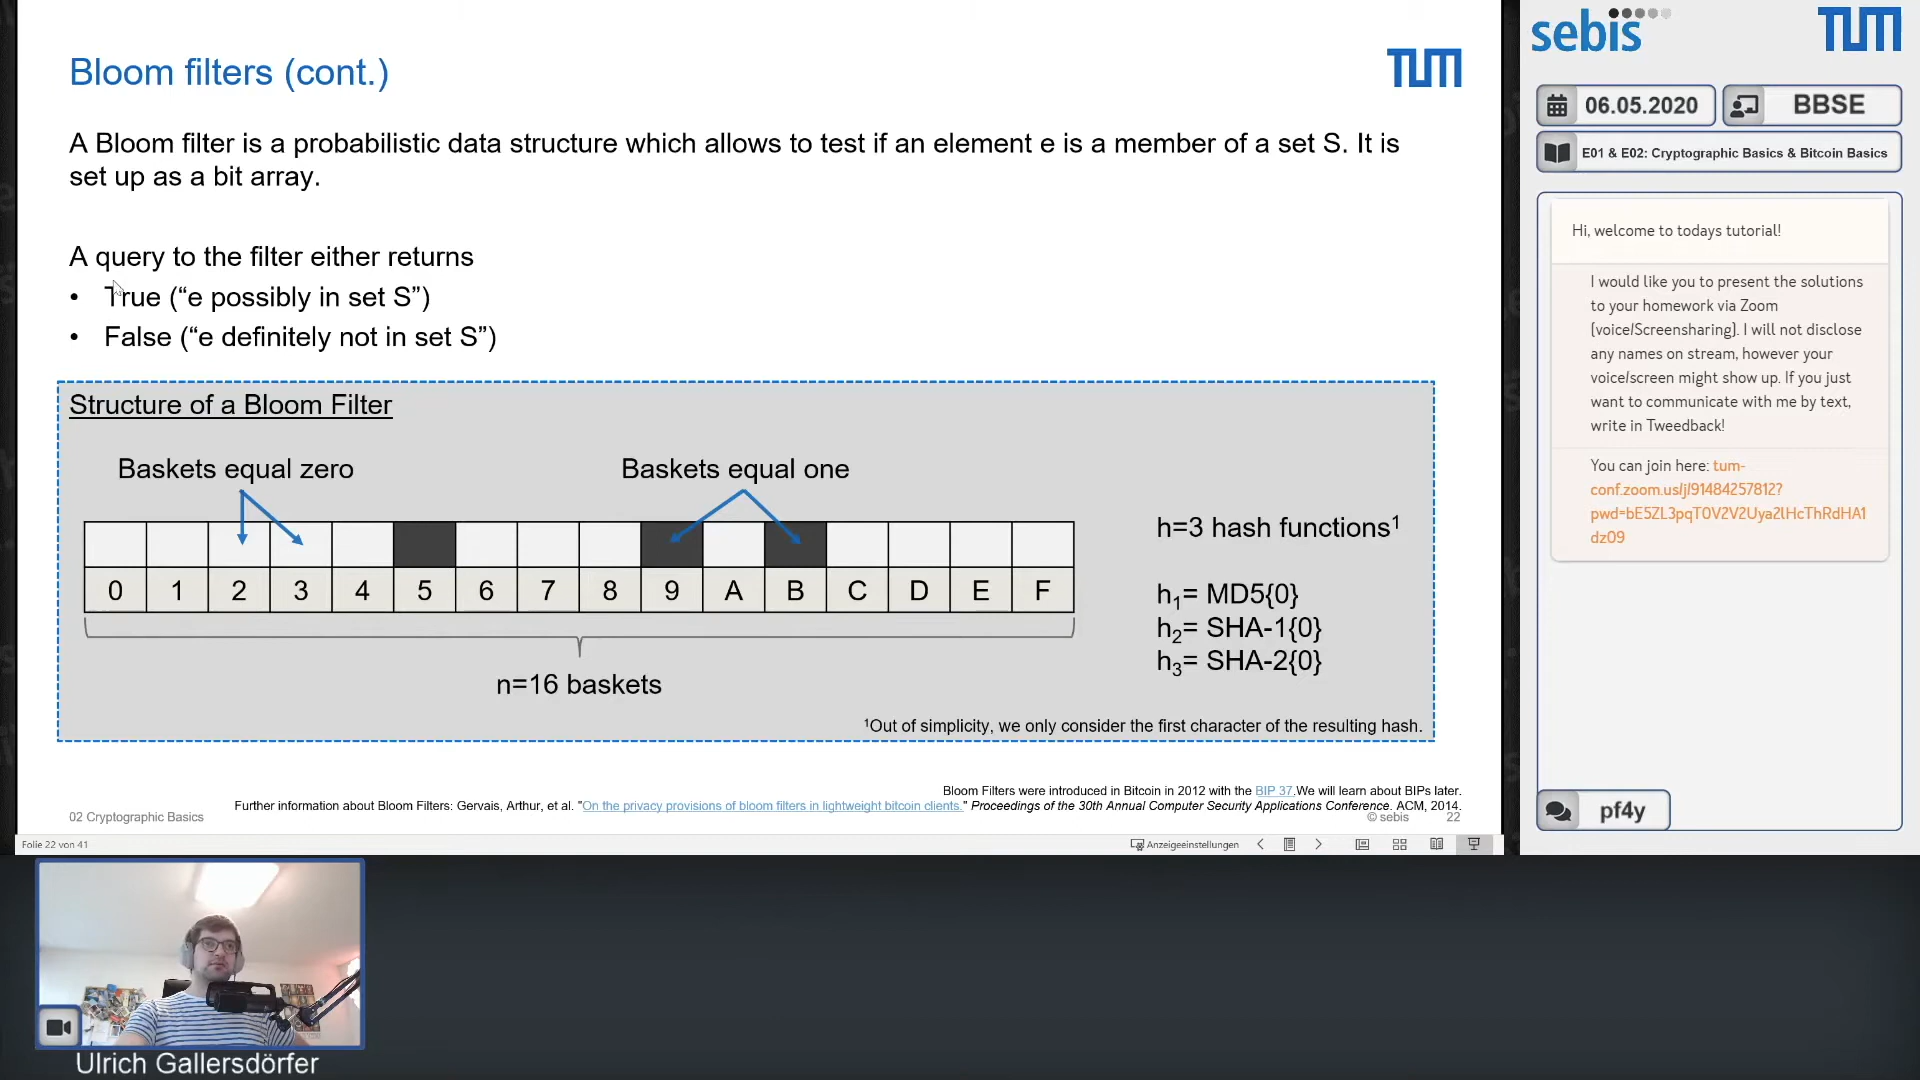 Bloom filters (cont.)
TUM
A Bloom filter is a probabilistic data structure which allows to test if an element e is a member of a set S. It is
set up as a bit array.
A query to the filter either returns
• True (“e possibly in set S”)
• False (“e definitely not in set S”)
Structure of a Bloom Filter
Baskets equal zero
Baskets equal one
0 1 2 3 4 5 6 7 8 9 A B C D E F
n=16 baskets
h=3 hash functions¹
h₁= MD5{0}
h₂= SHA-1{0}
h₃= SHA-2{0}
¹Out of simplicity, we only consider the first character of the resulting hash.
Bloom Filters were introduced in Bitcoin in 2012 with the BIP 37.We will learn about BIPs later.
Further information about Bloom Filters: Gervais, Arthur, et al. "On the privacy provisions of bloom filters in lightweight bitcoin clients." Proceedings of the 30th Annual Computer Security Applications Conference. ACM, 2014.
02 Cryptographic Basics
© sebis
22
Folie 22 von 41
Anzeigeeinstellungen
Ulrich Gallersdörfer
sebis
TUM
06.05.2020
BBSE
E01 & E02: Cryptographic Basics & Bitcoin Basics
Hi, welcome to todays tutorial!
I would like you to present the solutions
to your homework via Zoom
(voice/Screensharing). I will not disclose
any names on stream, however your
voice/screen might show up. If you just
want to communicate with me by text,
write in Tweedback!
You can join here: tum-
conf.zoom.us/j/91484257812?
pwd=bE5ZL3pqT0V2V2Uya2lHcThRdHA1
dz09
pf4y